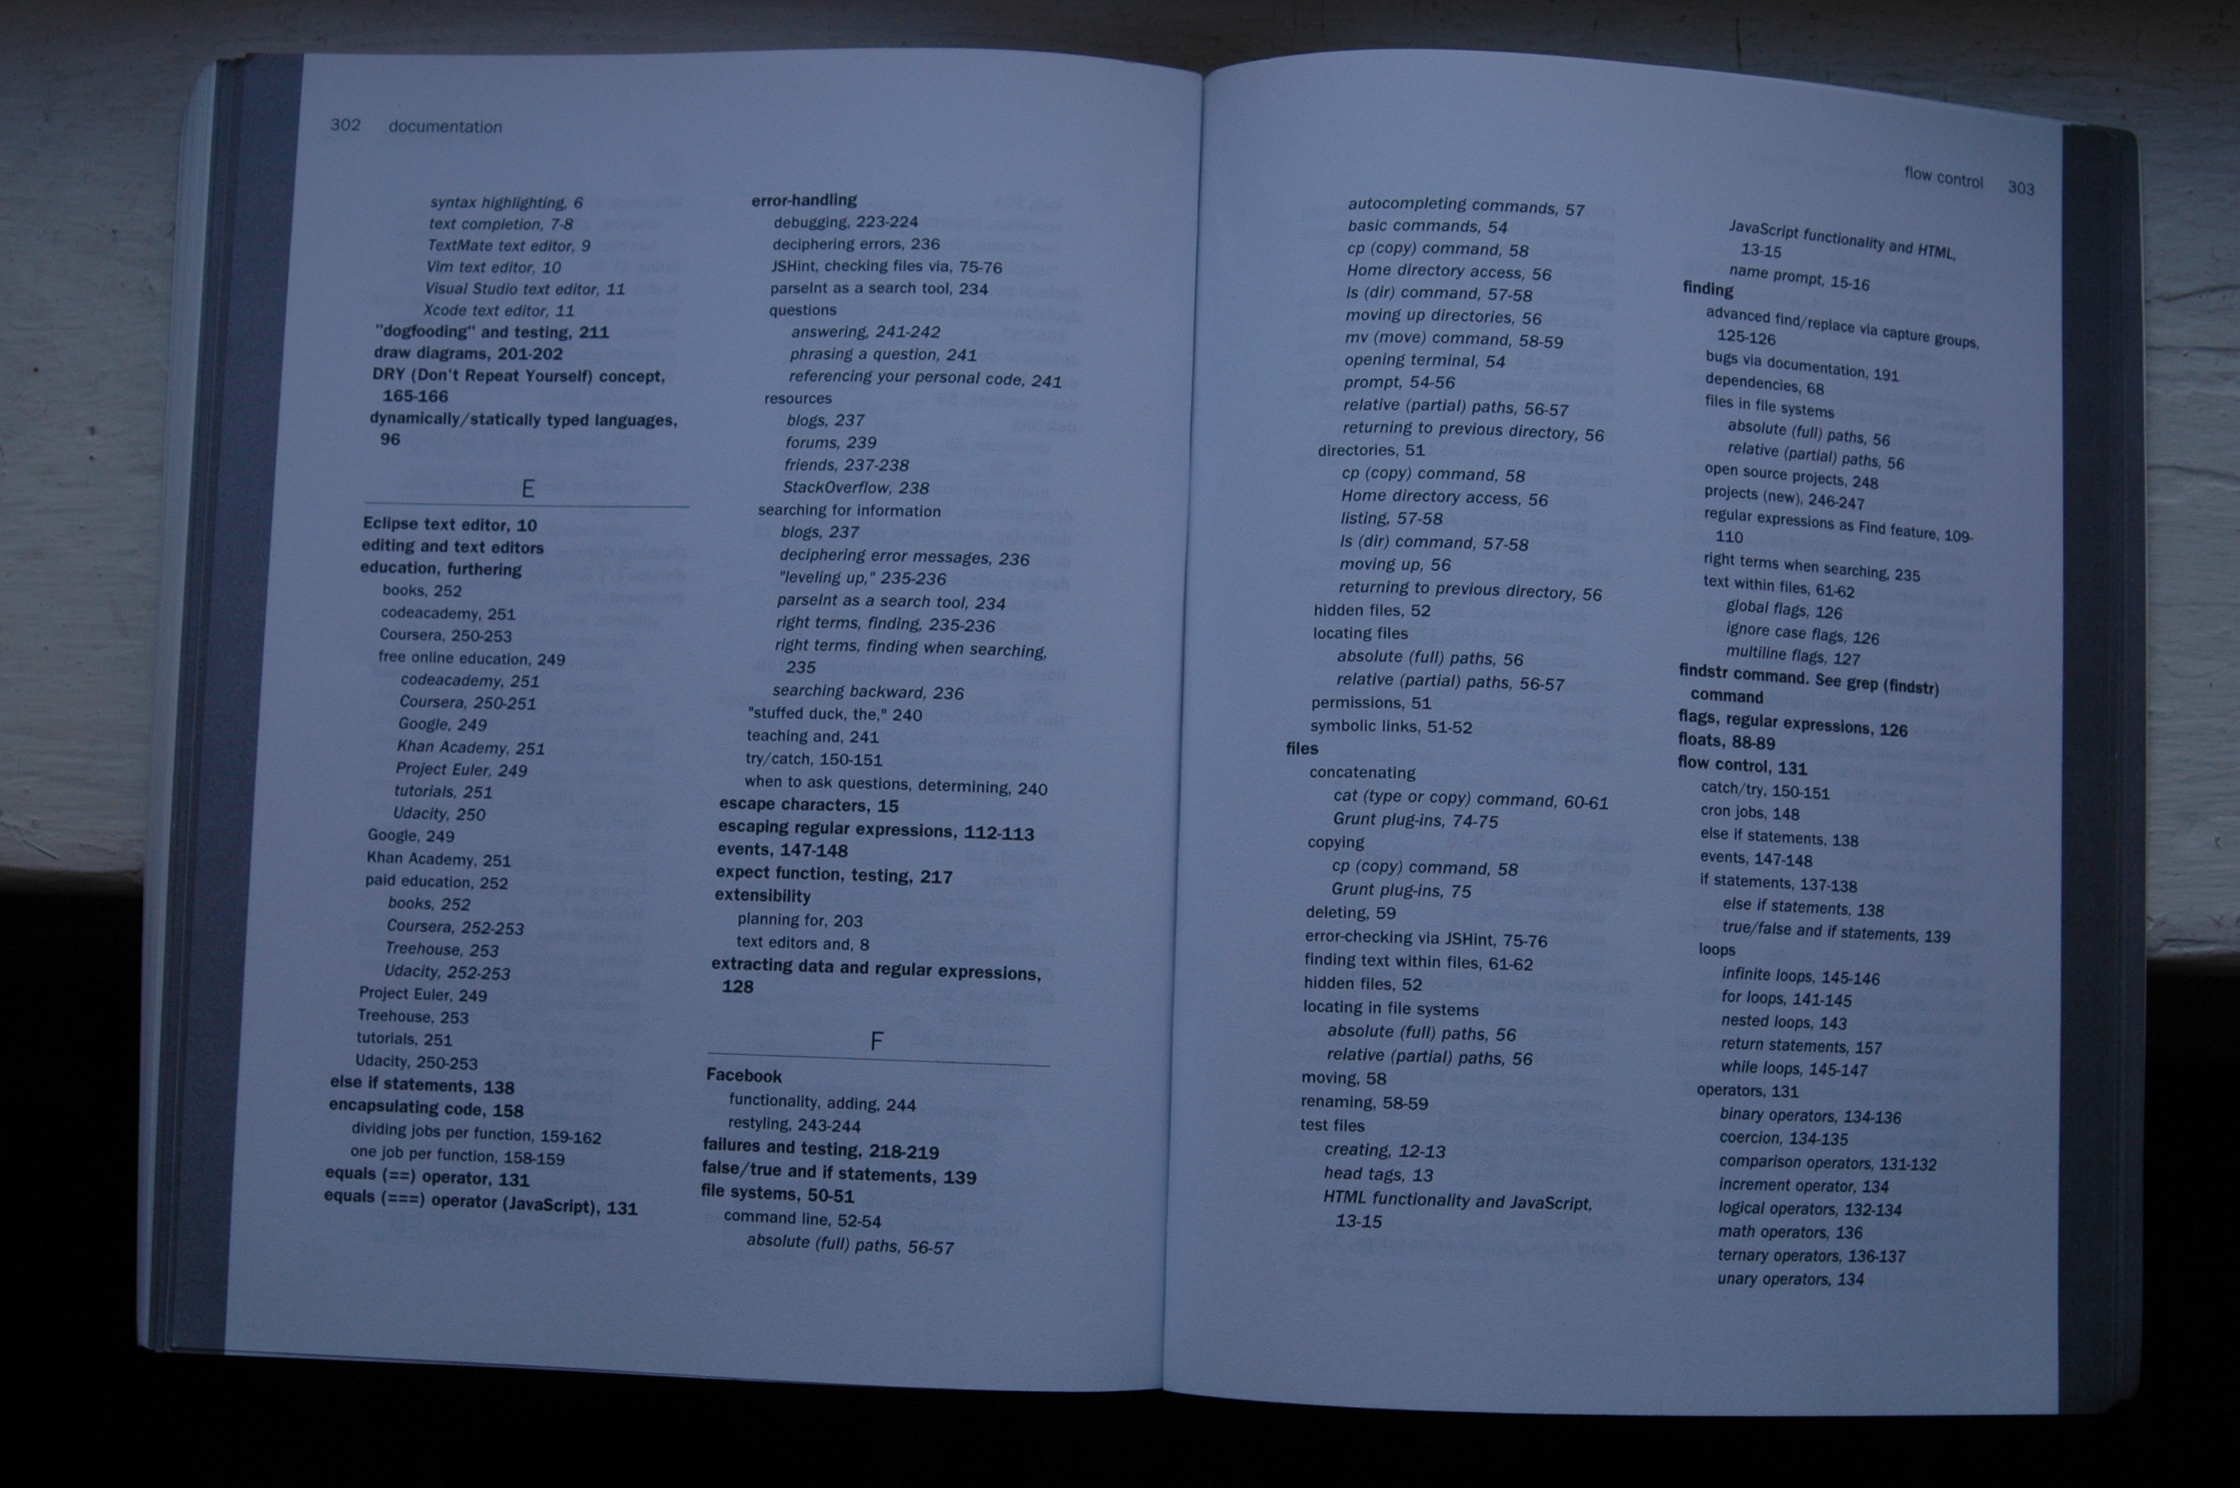 302 documentation
syntax highlighting, 6
text completion, 7-8
TextMate text editor, 9
Vim text editor, 10
Visual Studio text editor, 11
Xcode text editor, 11
"dogfooding" and testing, 211
draw diagrams, 201-202
DRY (Don't Repeat Yourself) concept,
165-166
dynamically/statically typed languages,
96
E
Eclipse text editor, 10
editing and text editors
education, furthering
books, 252
codeacademy, 251
Coursera, 250-253
free online education, 249
codeacademy, 251
Coursera, 250-251
Google, 249
Khan Academy, 251
Project Euler, 249
tutorials, 251
Udacity, 250
Google, 249
Khan Academy, 251
paid education, 252
books, 252
Coursera, 252-253
Treehouse, 253
Udacity, 252-253
Project Euler, 249
Treehouse, 253
tutorials, 251
Udacity, 250-253
else if statements, 138
encapsulating code, 158
dividing jobs per function, 159-162
one job per function, 158-159
equals (==) operator, 131
equals (===) operator (JavaScript), 131
error-handling
debugging, 223-224
deciphering errors, 236
JSHint, checking files via, 75-76
parseInt as a search tool, 234
questions
answering, 241-242
phrasing a question, 241
referencing your personal code, 241
resources
blogs, 237
forums, 239
friends, 237-238
StackOverflow, 238
searching for information
blogs, 237
deciphering error messages, 236
"leveling up," 235-236
parseInt as a search tool, 234
right terms, finding, 235-236
right terms, finding when searching,
235
searching backward, 236
"stuffed duck, the," 240
teaching and, 241
try/catch, 150-151
when to ask questions, determining, 240
escape characters, 15
escaping regular expressions, 112-113
events, 147-148
expect function, testing, 217
extensibility
planning for, 203
text editors and, 8
extracting data and regular expressions,
128
F
Facebook
functionality, adding, 244
restyling, 243-244
failures and testing, 218-219
false/true and if statements, 139
file systems, 50-51
command line, 52-54
absolute (full) paths, 56-57
flow control 303
autocompleting commands, 57
basic commands, 54
cp (copy) command, 58
Home directory access, 56
ls (dir) command, 57-58
moving up directories, 56
mv (move) command, 58-59
opening terminal, 54
prompt, 54-56
relative (partial) paths, 56-57
returning to previous directory, 56
directories, 51
cp (copy) command, 58
Home directory access, 56
listing, 57-58
ls (dir) command, 57-58
moving up, 56
returning to previous directory, 56
hidden files, 52
locating files
absolute (full) paths, 56
relative (partial) paths, 56-57
permissions, 51
symbolic links, 51-52
files
concatenating
cat (type or copy) command, 60-61
Grunt plug-ins, 74-75
copying
cp (copy) command, 58
Grunt plug-ins, 75
deleting, 59
error-checking via JSHint, 75-76
finding text within files, 61-62
hidden files, 52
locating in file systems
absolute (full) paths, 56
relative (partial) paths, 56
moving, 58
renaming, 58-59
test files
creating, 12-13
head tags, 13
HTML functionality and JavaScript,
13-15
JavaScript functionality and HTML,
13-15
name prompt, 15-16
finding
advanced find/replace via capture groups,
125-126
bugs via documentation, 191
dependencies, 68
files in file systems
absolute (full) paths, 56
relative (partial) paths, 56
open source projects, 248
projects (new), 246-247
regular expressions as Find feature, 109-
110
right terms when searching, 235
text within files, 61-62
global flags, 126
ignore case flags, 126
multiline flags, 127
findstr command. See grep (findstr)
command
flags, regular expressions, 126
floats, 88-89
flow control, 131
catch/try, 150-151
cron jobs, 148
else if statements, 138
events, 147-148
if statements, 137-138
else if statements, 138
true/false and if statements, 139
loops
infinite loops, 145-146
for loops, 141-145
nested loops, 143
return statements, 157
while loops, 145-147
operators, 131
binary operators, 134-136
coercion, 134-135
comparison operators, 131-132
increment operator, 134
logical operators, 132-134
math operators, 136
ternary operators, 136-137
unary operators, 134